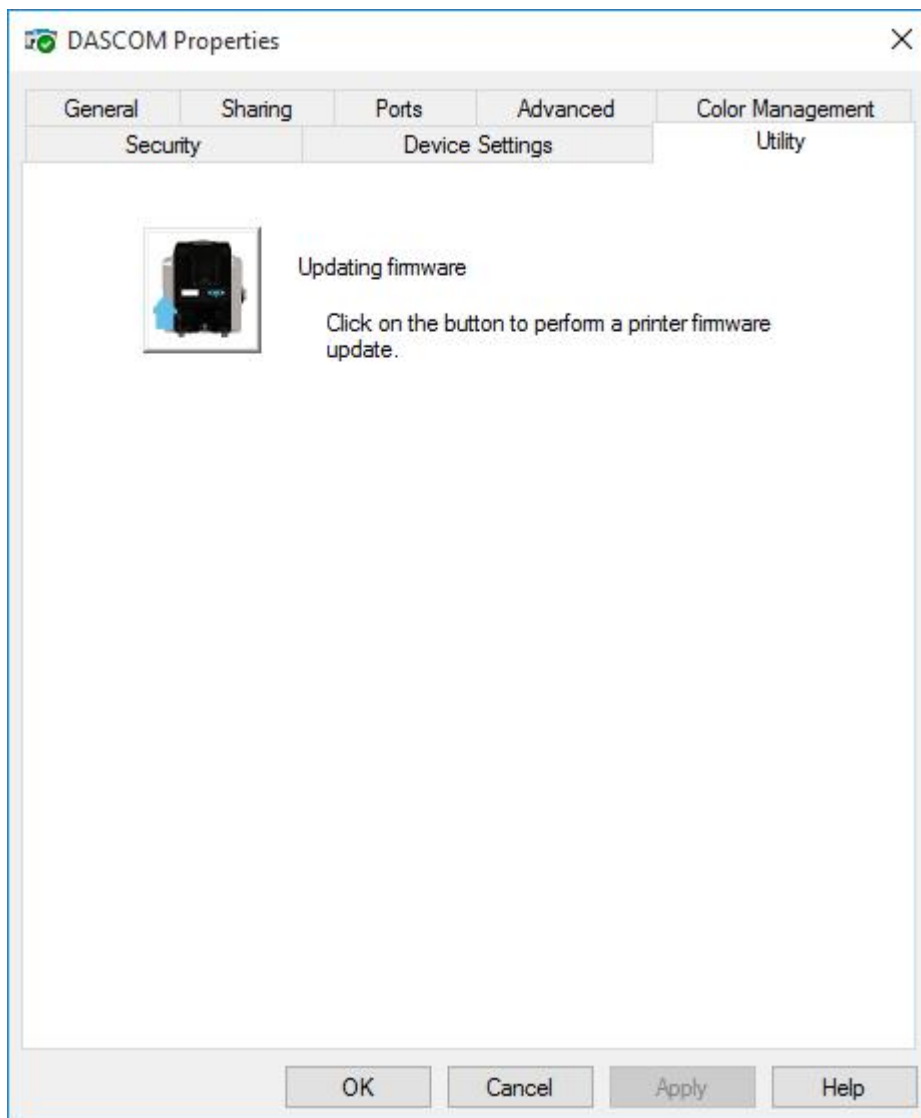 DASCOM Properties
General Sharing Ports Advanced Color Management
Security Device Settings Utility
Updating firmware
Click on the button to perform a printer firmware
update.
OK Cancel Apply Help